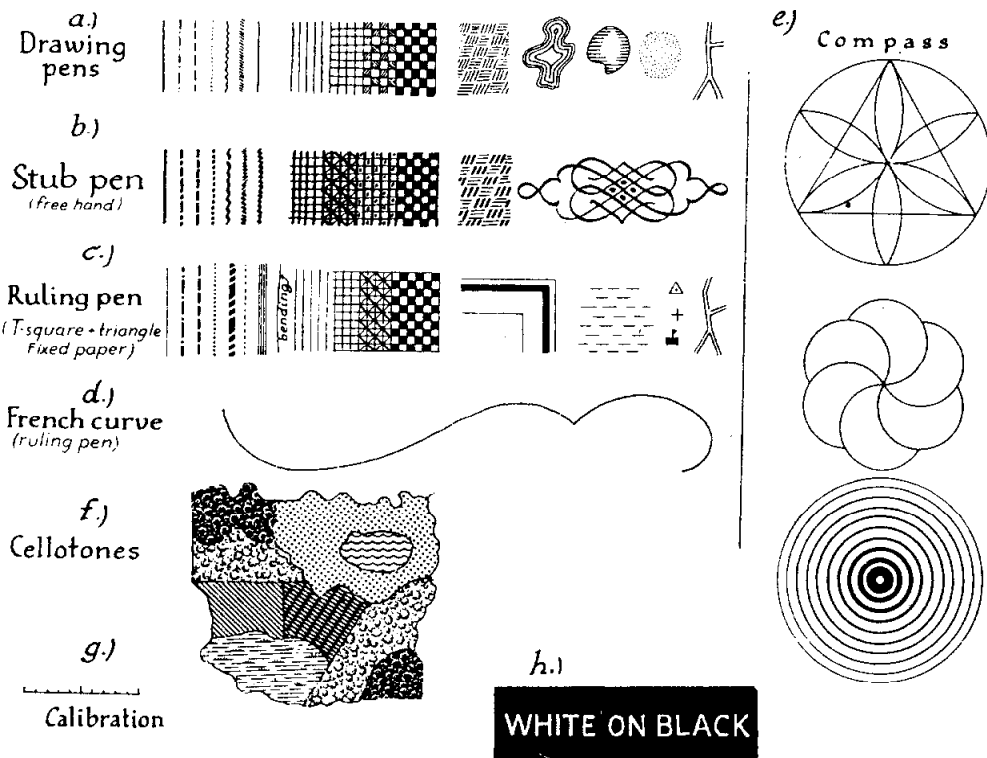 a.)
Drawing
pens
b.)
Stub pen
(free hand)
c.)
Ruling pen
(T-square + triangle
Fixed paper)
bending
d.)
French curve
(ruling pen)
e.)
Compass
f.)
Cellotones
g.)
Calibration
h.)
WHITE ON BLACK